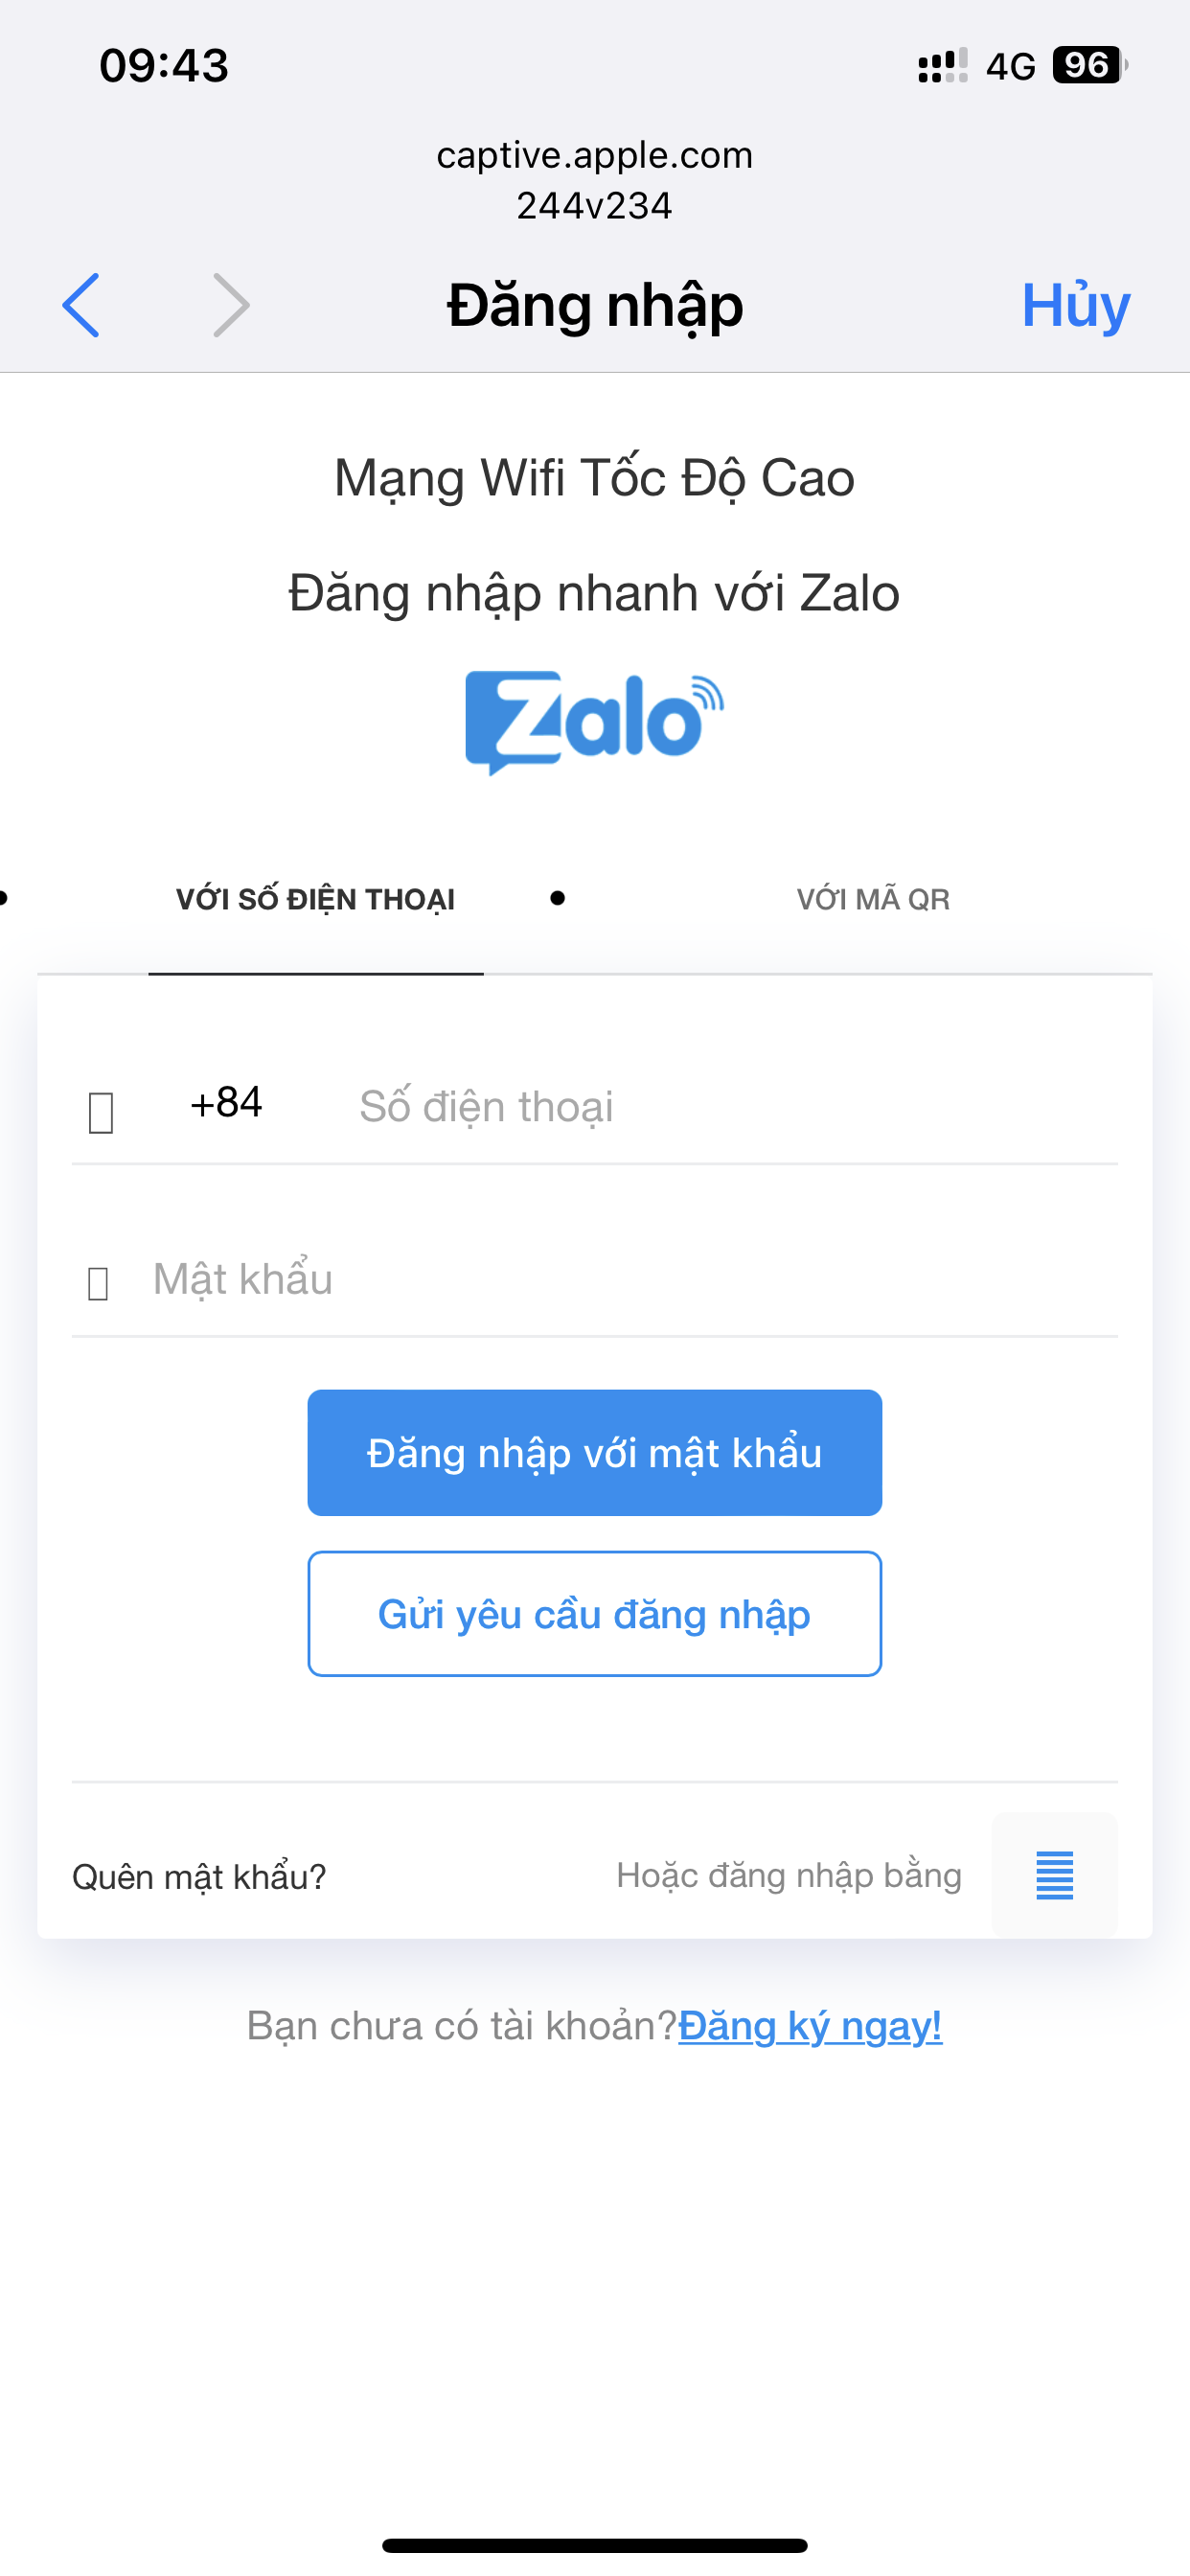 09:43
4G 96
captive.apple.com
244v234
Đăng nhập
Hủy
Mạng Wifi Tốc Độ Cao
Đăng nhập nhanh với Zalo
Zalo
VỚI SỐ ĐIỆN THOẠI
VỚI MÃ QR
+84 Số điện thoại
Mật khẩu
Đăng nhập với mật khẩu
Gửi yêu cầu đăng nhập
Quên mật khẩu?
Hoặc đăng nhập bằng
Bạn chưa có tài khoản?Đăng ký ngay!